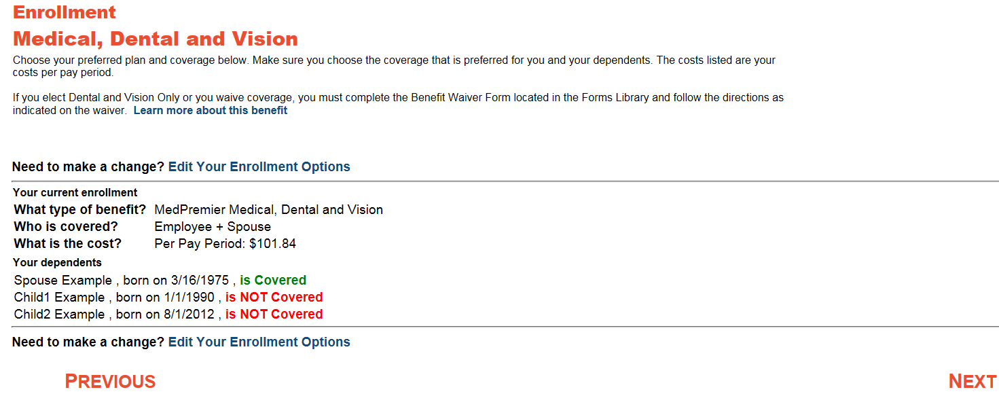 Enrollment
Medical, Dental and Vision
Choose your preferred plan and coverage below. Make sure you choose the coverage that is preferred for you and your dependents. The costs listed are your
costs per pay period.
If you elect Dental and Vision Only or you waive coverage, you must complete the Benefit Waiver Form located in the Forms Library and follow the directions as
indicated on the waiver. Learn more about this benefit
Need to make a change? Edit Your Enrollment Options
Your current enrollment
What type of benefit? MedPremier Medical, Dental and Vision
Who is covered? Employee + Spouse
What is the cost? Per Pay Period: $101.84
Your dependents
Spouse Example , born on 3/16/1975 , is Covered
Child1 Example , born on 1/1/1990 , is NOT Covered
Child2 Example , born on 8/1/2012 , is NOT Covered
Need to make a change? Edit Your Enrollment Options
PREVIOUS NEXT